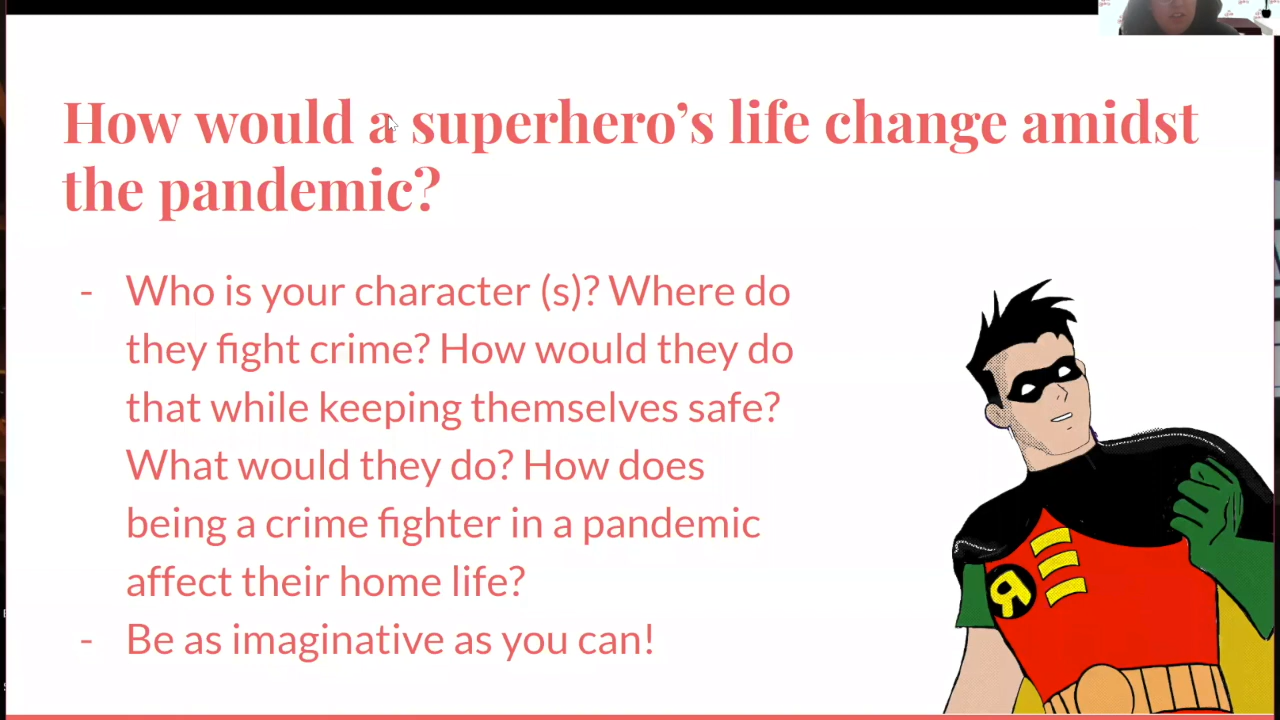 How would a superhero's life change amidst
the pandemic?
- Who is your character (s)? Where do
they fight crime? How would they do
that while keeping themselves safe?
What would they do? How does
being a crime fighter in a pandemic
affect their home life?
- Be as imaginative as you can!
R